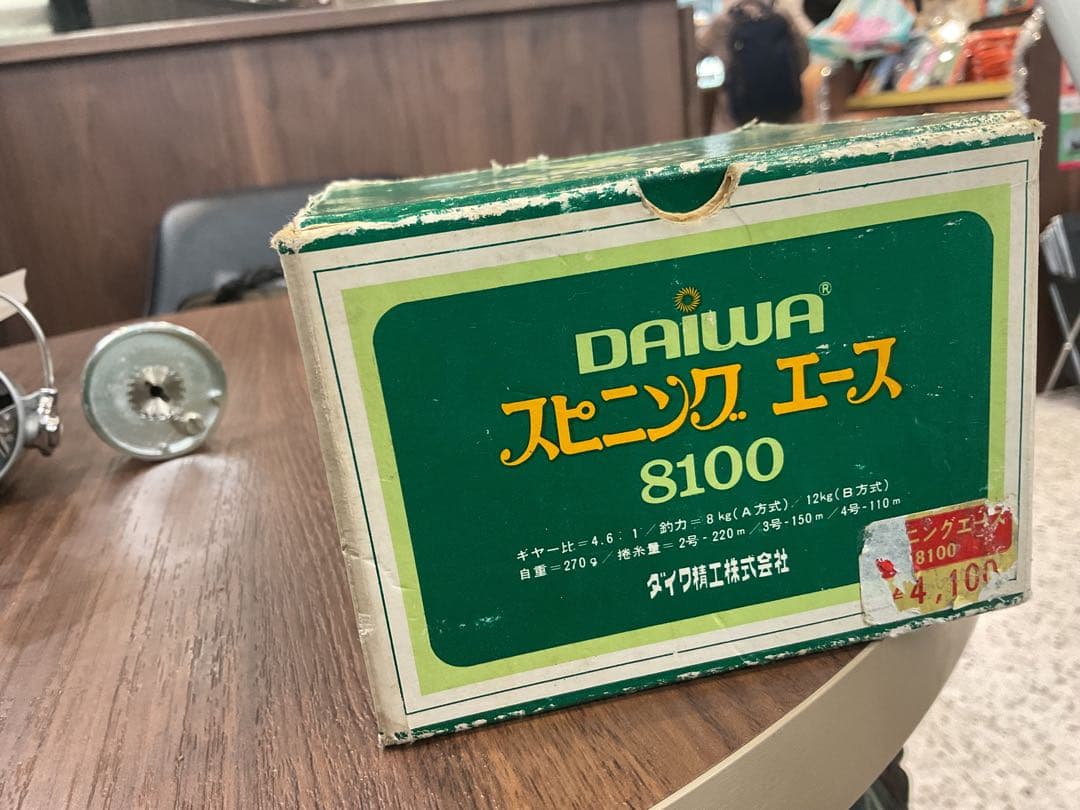 DAIWA®
スピニング エース
8100
ギヤー比=4.6:1/釣力=8kg(A方式)/12kg(B方式)
自重=270g/捲糸量=2号-220m/3号-150m/4号-110m
ダイワ精工株式会社
ニングエース
8100
4,100